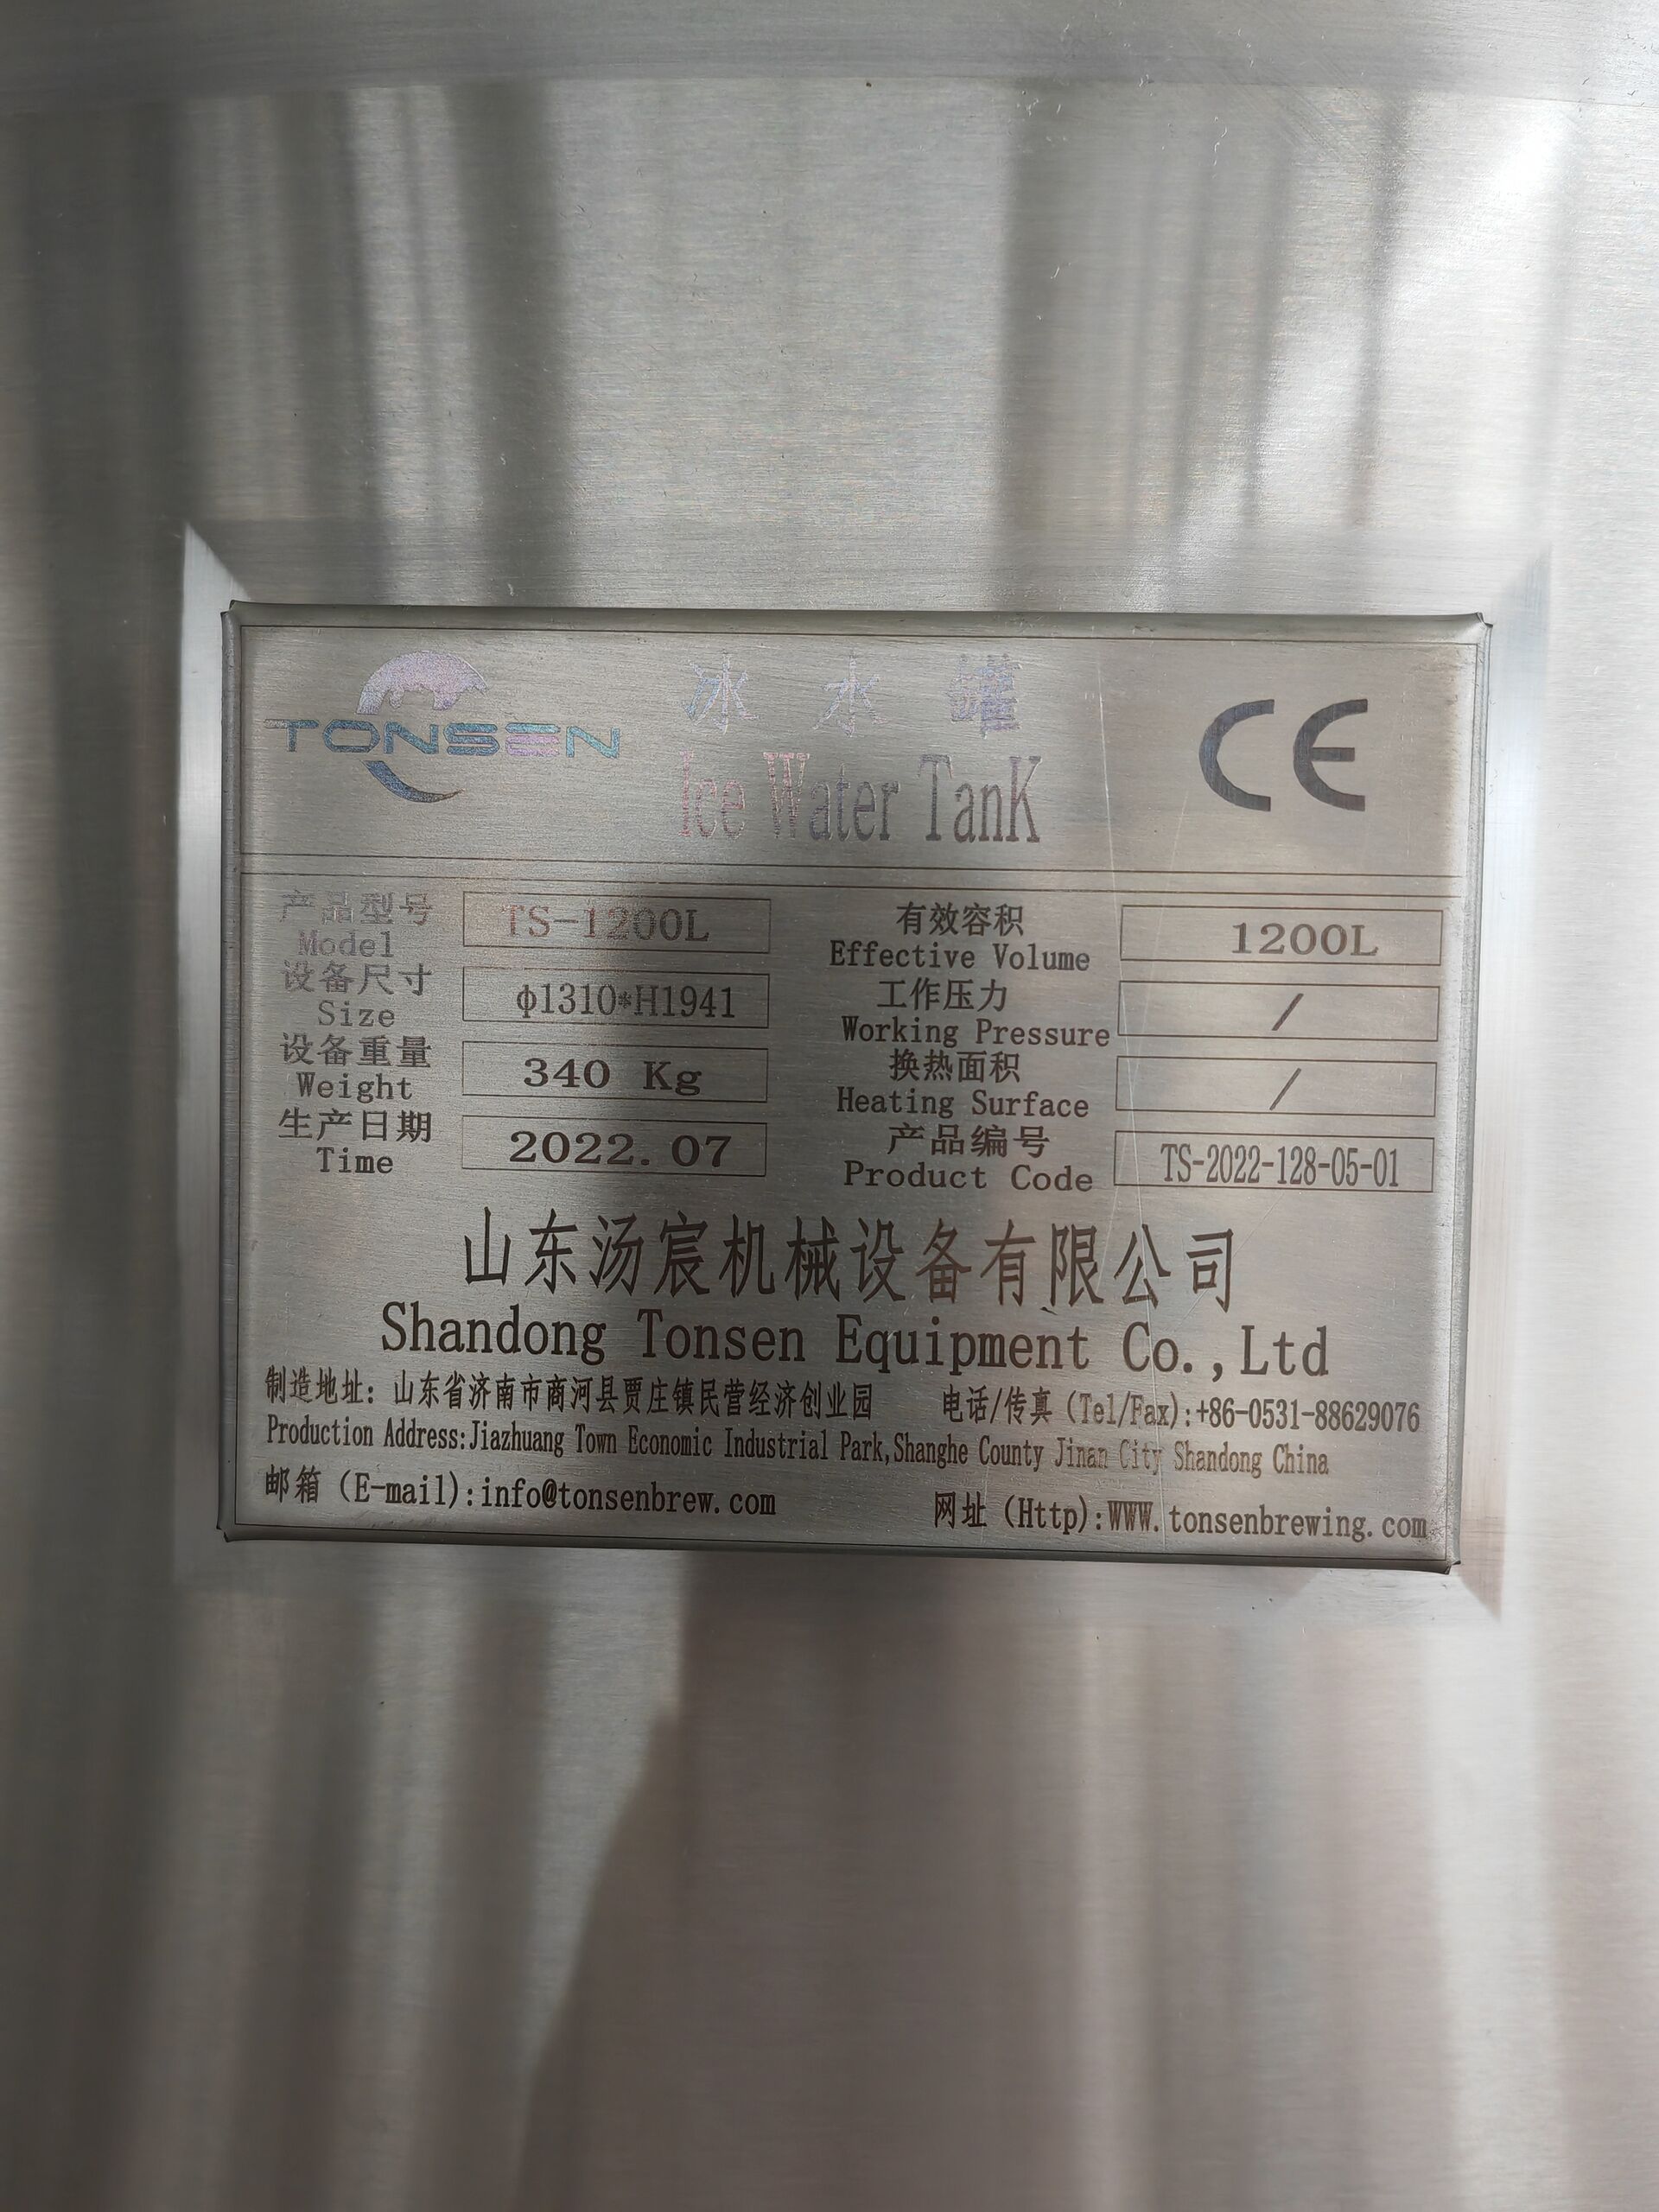 TONSEN
冰水罐
Ice Water TanK
CE
产品型号 TS-1200L 有效容积 1200L
Model Effective Volume
设备尺寸 ф1310*H1941 工作压力 /
Size Working Pressure
设备重量 340 Kg 换热面积 /
Weight Heating Surface
生产日期 2022.07 产品编号 TS-2022-128-05-01
Time Product Code
山东汤宸机械设备有限公司
Shandong Tonsen Equipment Co.,Ltd
制造地址：山东省济南市商河县贾庄镇民营经济创业园 电话/传真 (Tel/Fax):+86-0531-88629076
Production Address:Jiazhuang Town Economic Industrial Park,Shanghe County Jinan City Shandong China
邮箱 (E-mail):info@tonsenbrew.com 网址 (Http):WWW.tonsenbrewing.com